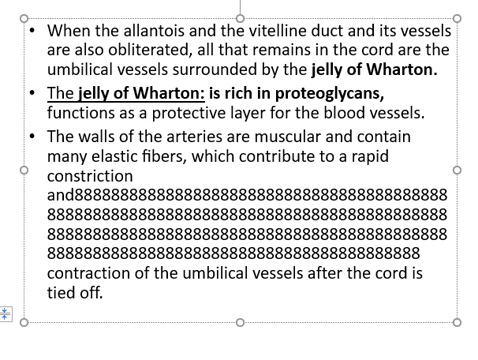 • When the allantois and the vitelline duct and its vessels
are also obliterated, all that remains in the cord are the
umbilical vessels surrounded by the jelly of Wharton.
• The jelly of Wharton: is rich in proteoglycans,
functions as a protective layer for the blood vessels.
• The walls of the arteries are muscular and contain
many elastic fibers, which contribute to a rapid
constriction
and8888888888888888888888888888888888888888
8888888888888888888888888888888888888888888
8888888888888888888888888888888888888888888
8888888888888888888888888888888888888888
contraction of the umbilical vessels after the cord is
tied off.